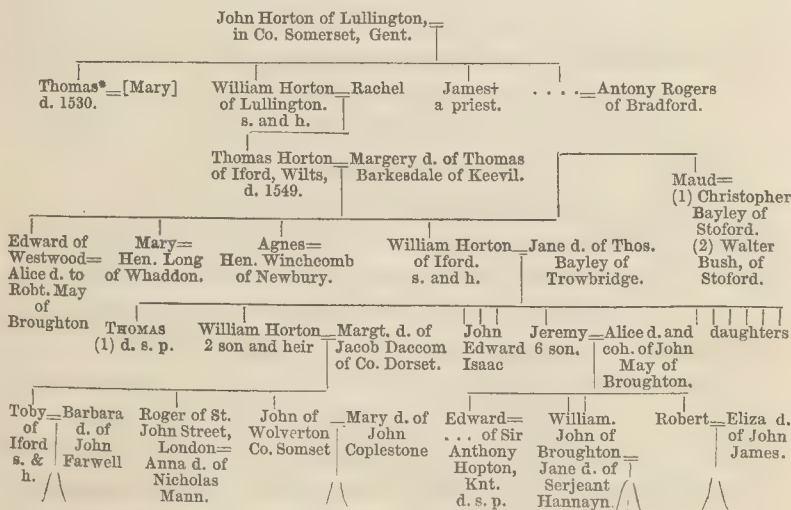 John Horton of Lullington,
in Co. Somerset, Gent.
Thomas*=[Mary]
d. 1530.
William Horton=Rachel
of Lullington.
s. and h.
James†
a priest.
. . . .=Antony Rogers
of Bradford.
Thomas Horton=Margery d. of Thomas
of Iford, Wilts, Barkesdale of Keevil.
d. 1549.
Maud=
(1) Christopher
Bayley of
Stoford.
(2) Walter
Bush, of
Stoford.
Edward of
Westwood=
Alice d. to
Robt. May
of
Broughton
Mary=
Hen. Long
of Whaddon.
Agnes=
Hen. Winchcomb
of Newbury.
William Horton=Jane d. of Thos.
of Iford. Bayley of
s. and h. Trowbridge.
THOMAS
(1) d. s. p.
William Horton=Margt. d. of
2 son and heir Jacob Daccom
of Co. Dorset.
John
Edward
Isaac
Jeremy=Alice d. and
6 son. coh. of John
May of
Broughton.
daughters
Toby=Barbara
of d. of
Iford John
s. & Farwell
h.
Roger of St.
John Street,
London=
Anna d. of
Nicholas
Mann.
John of=Mary d. of
Wolverton John
Co. Somset Coplestone
Edward=
. . . of Sir
Anthony
Hopton,
Knt.
d. s. p.
William.
John of
Broughton=
Jane d. of
Serjeant
Hannayn.
Robert=Eliza d.
of John
James.